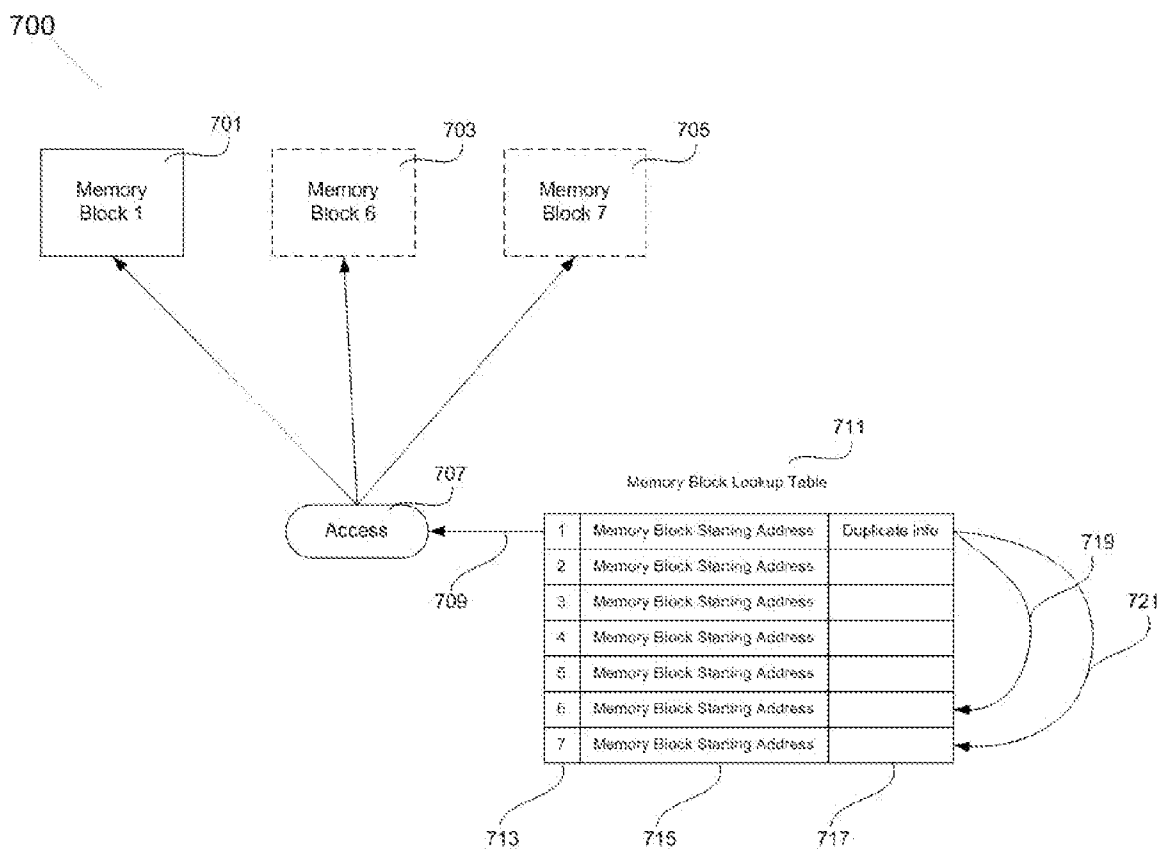 700
701
703
705
Memory
Block 1
Memory
Block 6
Memory
Block 7
711
Memory Block Lookup Table
707
Access
709
1 Memory Block Starting Address Duplicate info
2 Memory Block Starting Address
3 Memory Block Starting Address
4 Memory Block Starting Address
5 Memory Block Starting Address
6 Memory Block Starting Address
7 Memory Block Starting Address
719
721
713
715
717